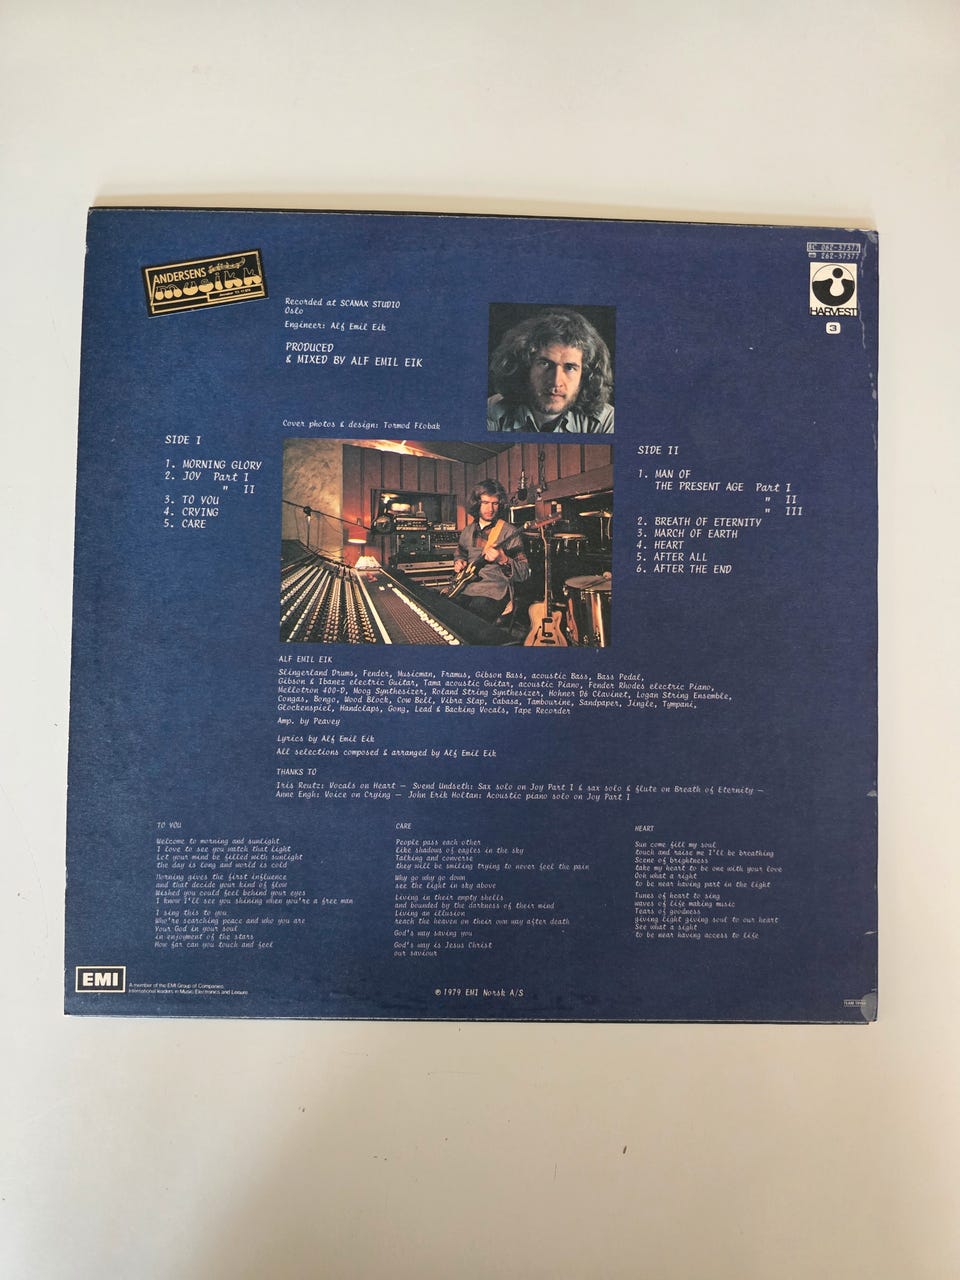 ANDERSENS
musikk
1C 062-37377
262-37377
HARVEST
3
Recorded at SCANAX STUDIO
Oslo
Engineer: Alf Emil Eik
PRODUCED
& MIXED BY ALF EMIL EIK
Cover photos & design: Tormod Flobak
SIDE I
1. MORNING GLORY
2. JOY Part I
" II
3. TO YOU
4. CRYING
5. CARE
SIDE II
1. MAN OF
THE PRESENT AGE Part I
" II
" III
2. BREATH OF ETERNITY
3. MARCH OF EARTH
4. HEART
5. AFTER ALL
6. AFTER THE END
ALF EMIL EIK
Slingerland Drums, Fender, Musicman, Framus, Gibson Bass, acoustic Bass, Bass Pedal,
Gibson & Ibanez electric Guitar, Tama acoustic Guitar, acoustic Piano, Fender Rhodes electric Piano,
Mellotron 400-D, Moog Synthesizer, Roland String Synthesizer, Hohner D6 Clavinet, Logan String Ensemble,
Congas, Bongo, Wood Block, Cow Bell, Vibra Slap, Cabasa, Tambourine, Sandpaper, Jingle, Tympani,
Glockenspiel, Handclaps, Gong, Lead & Backing Vocals, Tape Recorder
Amp. by Peavey
Lyrics by Alf Emil Eik
All selections composed & arranged by Alf Emil Eik
THANKS TO
Iris Reutz: Vocals on Heart — Svend Undseth: Sax solo on Joy Part I & sax solo & flute on Breath of Eternity —
Anne Engh: Voice on Crying — John Erik Holtan: Acoustic piano solo on Joy Part I
TO YOU
Welcome to morning and sunlight
I love to see you watch that light
Let your mind be filled with sunlight
the day is long and world is cold
Morning gives the first influence
and that decide your kind of flow
Wished you could feel behind your eyes
I know I'll see you shining when you're a free man
I sing this to you
Who're searching peace and who you are
Your God in your soul
in enjoyment of the stars
How far can you touch and feel
CARE
People pass each other
like shadows of eagles in the sky
Talking and converse
they will be smiling trying to never feel the pain
Why go why go down
see the light in sky above
Living in their empty shells
and bounded by the darkness of their mind
Living an illusion
reach the heaven on their own way after death
God's way saving you
God's way is Jesus Christ
our saviour
HEART
Sun come fill my soul
touch and raise me I'll be breathing
Scene of brightness
take my heart to be one with your love
Ooh what a right
to be near having part in the light
Tunes of heart to sing
waves of life making music
Tears of goodness
giving light giving soul to our heart
See what a sight
to be near having access to life
EMI
A member of the EMI Group of Companies.
International leaders in Music, Electronics and Leisure.
℗ 1979 EMI Norsk A/S